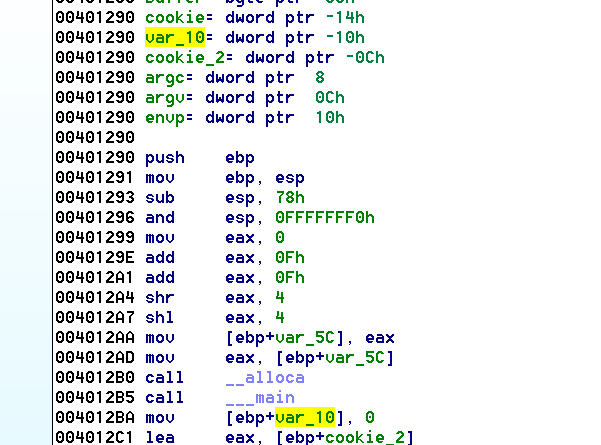 00401290 cookie= dword ptr -14h
00401290 var_10= dword ptr -10h
00401290 cookie_2= dword ptr -0Ch
00401290 argc= dword ptr  8
00401290 argv= dword ptr  0Ch
00401290 envp= dword ptr  10h
00401290
00401290 push    ebp
00401291 mov     ebp, esp
00401293 sub     esp, 78h
00401296 and     esp, 0FFFFFFF0h
00401299 mov     eax, 0
0040129E add     eax, 0Fh
004012A1 add     eax, 0Fh
004012A4 shr     eax, 4
004012A7 shl     eax, 4
004012AA mov     [ebp+var_5C], eax
004012AD mov     eax, [ebp+var_5C]
004012B0 call    __alloca
004012B5 call    ___main
004012BA mov     [ebp+var_10], 0
004012C1 lea     eax, [ebp+cookie_2]